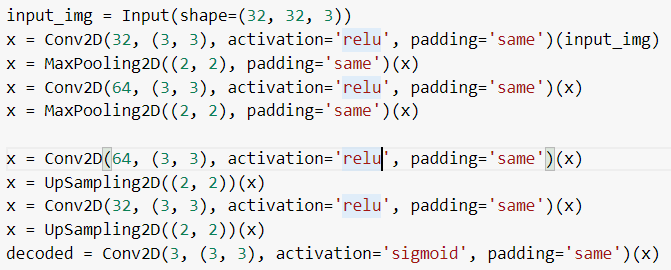 input_img = Input(shape=(32, 32, 3))
x = Conv2D(32, (3, 3), activation='relu', padding='same')(input_img)
x = MaxPooling2D((2, 2), padding='same')(x)
x = Conv2D(64, (3, 3), activation='relu', padding='same')(x)
x = MaxPooling2D((2, 2), padding='same')(x)
x = Conv2D(64, (3, 3), activation='relu', padding='same')(x)
x = UpSampling2D((2, 2))(x)
x = Conv2D(32, (3, 3), activation='relu', padding='same')(x)
x = UpSampling2D((2, 2))(x)
decoded = Conv2D(3, (3, 3), activation='sigmoid', padding='same')(x)